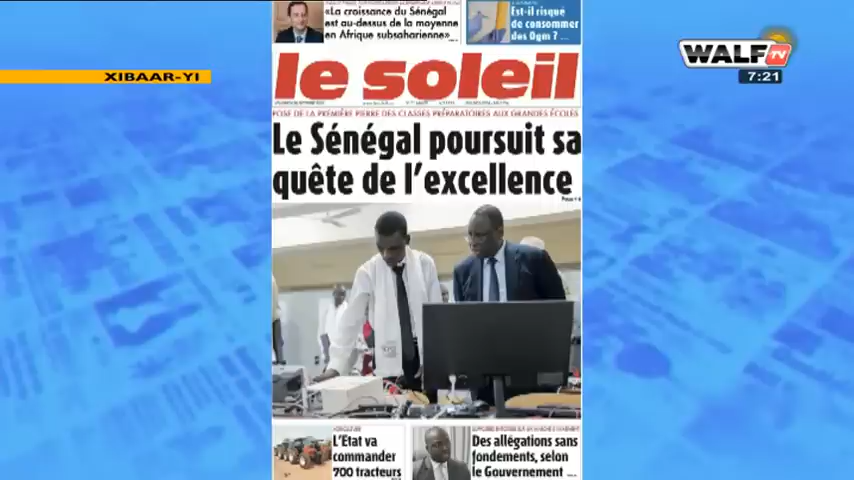 «La croissance du Sénégal
est au-dessus de la moyenne
en Afrique subsaharienne»
Est-il risqué
de consommer
des Ogm ?
WALF TV
7:21
XIBAAR-YI
le soleil
POSE DE LA PREMIÈRE PIERRE DES CLASSES PRÉPARATOIRES AUX GRANDES ÉCOLES
Le Sénégal poursuit sa
quête de l'excellence
AGRICULTURE
L'Etat va
commander
700 tracteurs
Des allégations sans
fondements, selon
le Gouvernement